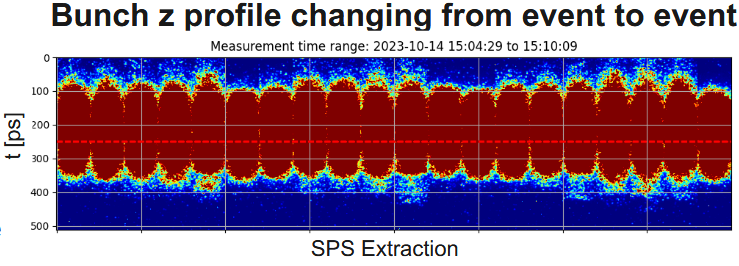 Bunch z profile changing from event to event
Measurement time range: 2023-10-14 15:04:29 to 15:10:09
0
100
200
300
400
500
t [ps]
SPS Extraction